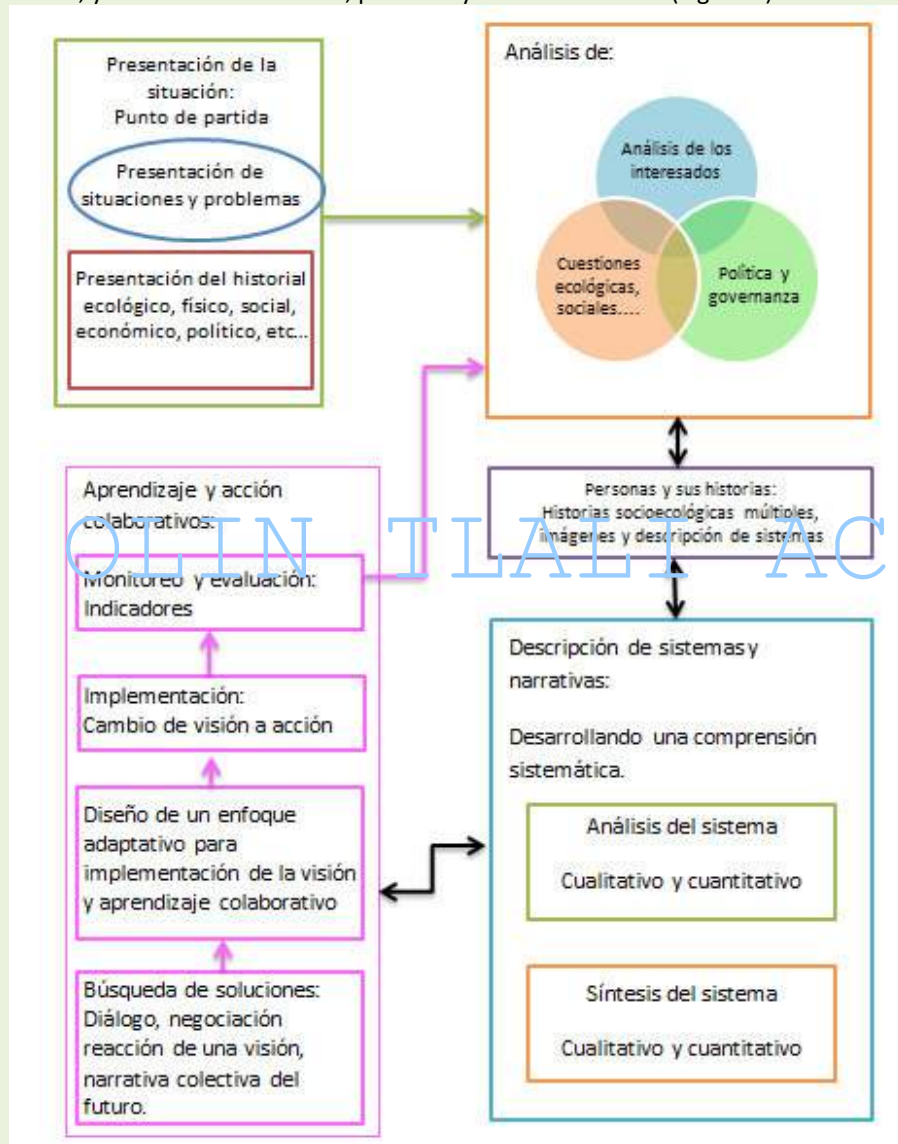 Presentación de la
situación:
Punto de partida
Presentación de
situaciones y problemas
Presentación del historial
ecológico, físico, social,
económico, político, etc...
Análisis de:
Análisis de los
interesados
Cuestiones
ecológicas,
sociales....
Política y
governanza
Personas y sus historias:
Historias socioecológicas múltiples,
imágenes y descripción de sistemas
Aprendizaje y acción
colaborativos:
Monitoreo y evaluación:
Indicadores
Implementación:
Cambio de visión a acción
Diseño de un enfoque
adaptativo para
implementación de la visión
y aprendizaje colaborativo
Búsqueda de soluciones:
Diálogo, negociación
reacción de una visión,
narrativa colectiva del
futuro.
Descripción de sistemas y
narrativas:
Desarrollando una comprensión
sistemática.
Análisis del sistema
Cualitativo y cuantitativo
Síntesis del sistema
Cualitativo y cuantitativo
OLIN TLALI AC